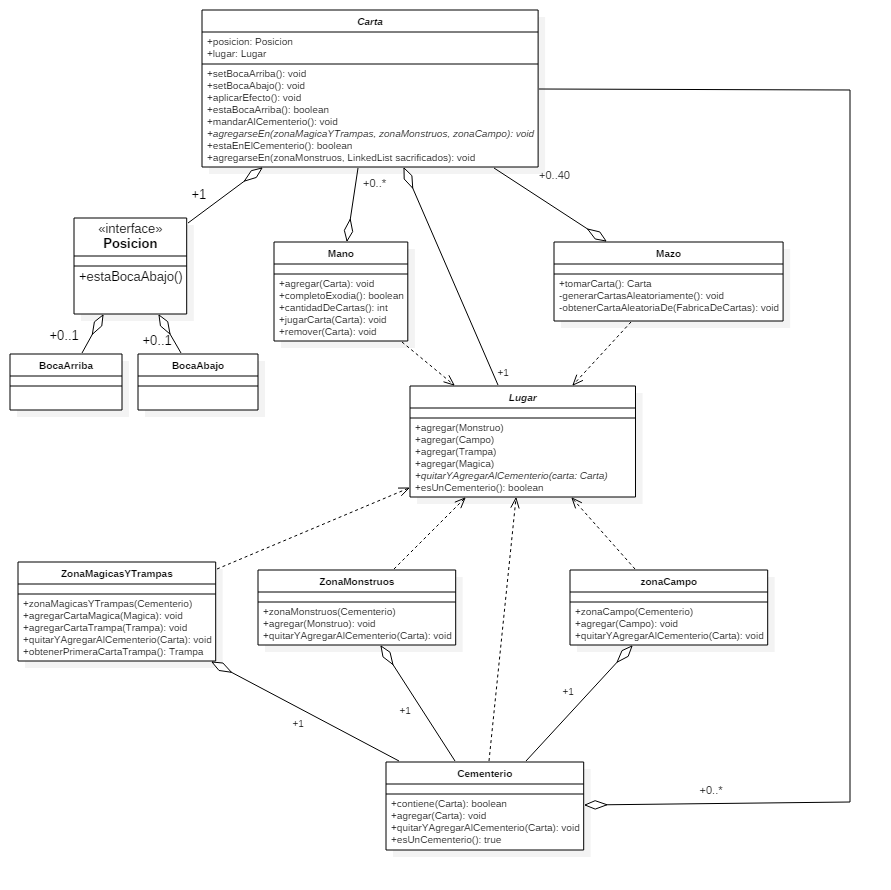 Carta
+posicion: Posicion
+lugar: Lugar
+setBocaArriba(): void
+setBocaAbajo(): void
+aplicarEfecto(): void
+estaBocaArriba(): boolean
+mandarAlCementerio(): void
+agregarseEn(zonaMagicaYTrampas, zonaMonstruos, zonaCampo): void
+estaEnElCementerio(): boolean
+agregarseEn(zonaMonstruos, LinkedList sacrificados): void
+1
+0..*
+0..40
«interface»
Posicion
+estaBocaAbajo()
Mano
+agregar(Carta): void
+completoExodia(): boolean
+cantidadDeCartas(): int
+jugarCarta(Carta): void
+remover(Carta): void
Mazo
+tomarCarta(): Carta
-generarCartasAleatoriamente(): void
-obtenerCartaAleatoriaDe(FabricaDeCartas): void
+0..1
+0..1
BocaArriba
BocaAbajo
+1
Lugar
+agregar(Monstruo)
+agregar(Campo)
+agregar(Trampa)
+agregar(Magica)
+quitarYAgregarAlCementerio(carta: Carta)
+esUnCementerio(): boolean
ZonaMagicasYTrampas
+zonaMagicasYTrampas(Cementerio)
+agregarCartaMagica(Magica): void
+agregarCartaTrampa(Trampa): void
+quitarYAgregarAlCementerio(Carta): void
+obtenerPrimeraCartaTrampa(): Trampa
ZonaMonstruos
+zonaMonstruos(Cementerio)
+agregar(Monstruo): void
+quitarYAgregarAlCementerio(Carta): void
zonaCampo
+zonaCampo(Cementerio)
+agregar(Campo): void
+quitarYAgregarAlCementerio(Carta): void
+1
+1
+1
Cementerio
+contiene(Carta): boolean
+agregar(Carta): void
+quitarYAgregarAlCementerio(Carta): void
+esUnCementerio(): true
+0..*